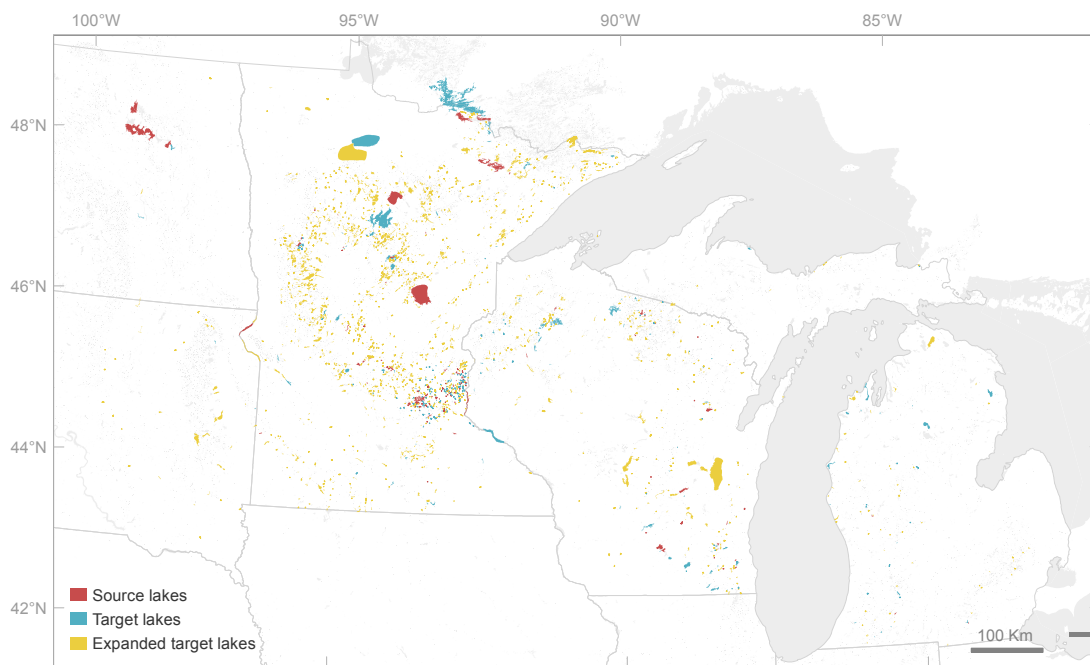 100°W 95°W 90°W 85°W
48°N
46°N
44°N
42°N
Source lakes
Target lakes
Expanded target lakes
100 Km